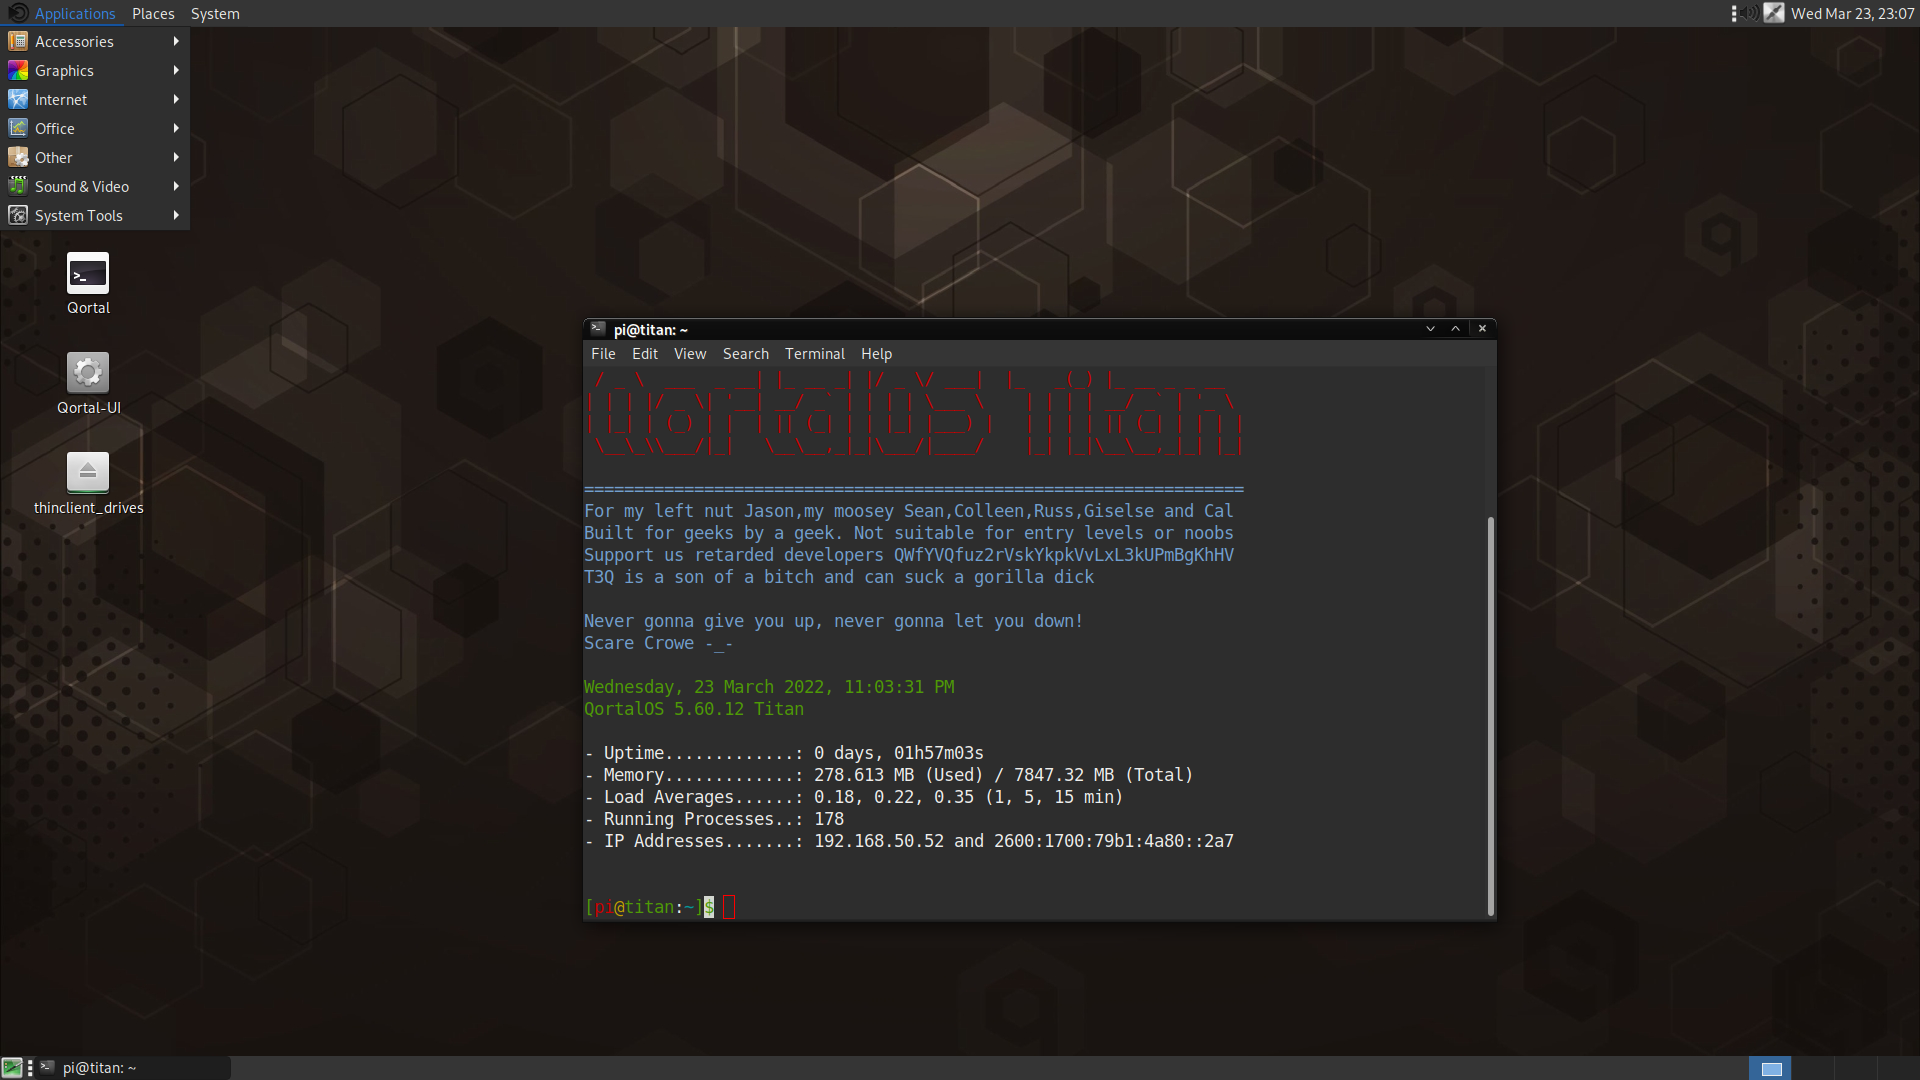 Applications Places System
Wed Mar 23, 23:07
Accessories
Graphics
Internet
Office
Other
Sound & Video
System Tools
Qortal
Qortal-UI
thinclient_drives
pi@titan: ~
File Edit View Search Terminal Help
QortalOS Titan
==================================================================
For my left nut Jason,my moosey Sean,Colleen,Russ,Giselse and Cal
Built for geeks by a geek. Not suitable for entry levels or noobs
Support us retarded developers QWfYVQfuz2rVskYkpkVvLxL3kUPmBgKhHV
T3Q is a son of a bitch and can suck a gorilla dick
Never gonna give you up, never gonna let you down!
Scare Crowe -_-
Wednesday, 23 March 2022, 11:03:31 PM
QortalOS 5.60.12 Titan
- Uptime.............: 0 days, 01h57m03s
- Memory.............: 278.613 MB (Used) / 7847.32 MB (Total)
- Load Averages......: 0.18, 0.22, 0.35 (1, 5, 15 min)
- Running Processes..: 178
- IP Addresses.......: 192.168.50.52 and 2600:1700:79b1:4a80::2a7
[pi@titan:~]$
pi@titan: ~